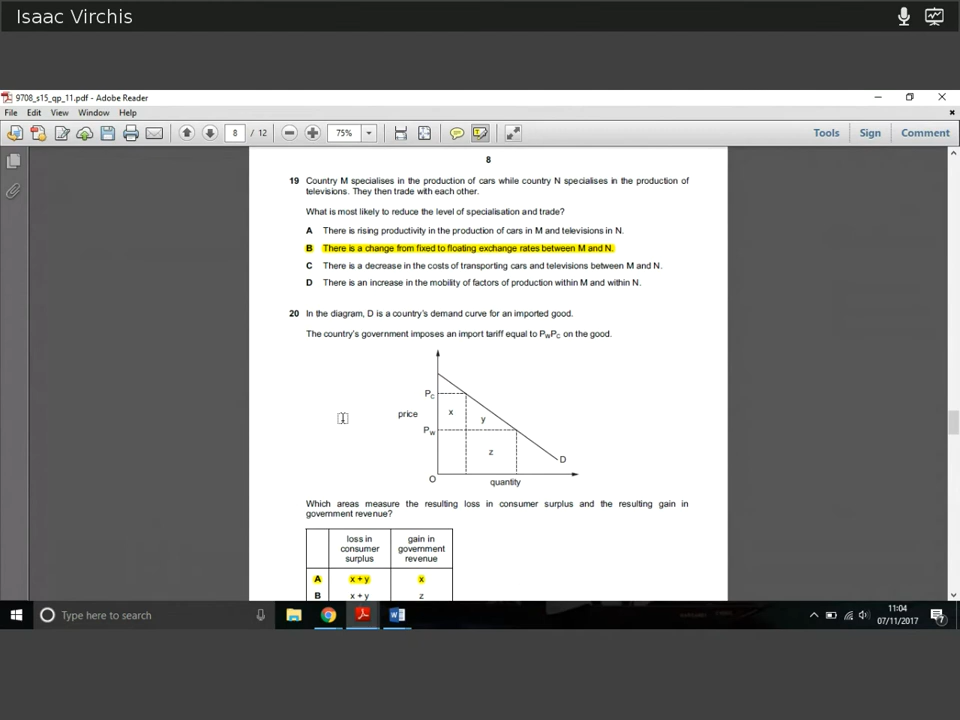 Isaac Virchis
9708_s15_qp_11.pdf - Adobe Reader
File Edit View Window Help
8 / 12 75% Tools Sign Comment
8
19 Country M specialises in the production of cars while country N specialises in the production of
televisions. They then trade with each other.
What is most likely to reduce the level of specialisation and trade?
A There is rising productivity in the production of cars in M and televisions in N.
B There is a change from fixed to floating exchange rates between M and N.
C There is a decrease in the costs of transporting cars and televisions between M and N.
D There is an increase in the mobility of factors of production within M and within N.
20 In the diagram, D is a country's demand curve for an imported good.
The country's government imposes an import tariff equal to PWPC on the good.
PC
x
price
y
PW
z
D
O
quantity
Which areas measure the resulting loss in consumer surplus and the resulting gain in
government revenue?
loss in consumer surplus gain in government revenue
A x + y x
B x + y z
Type here to search
11:04
07/11/2017